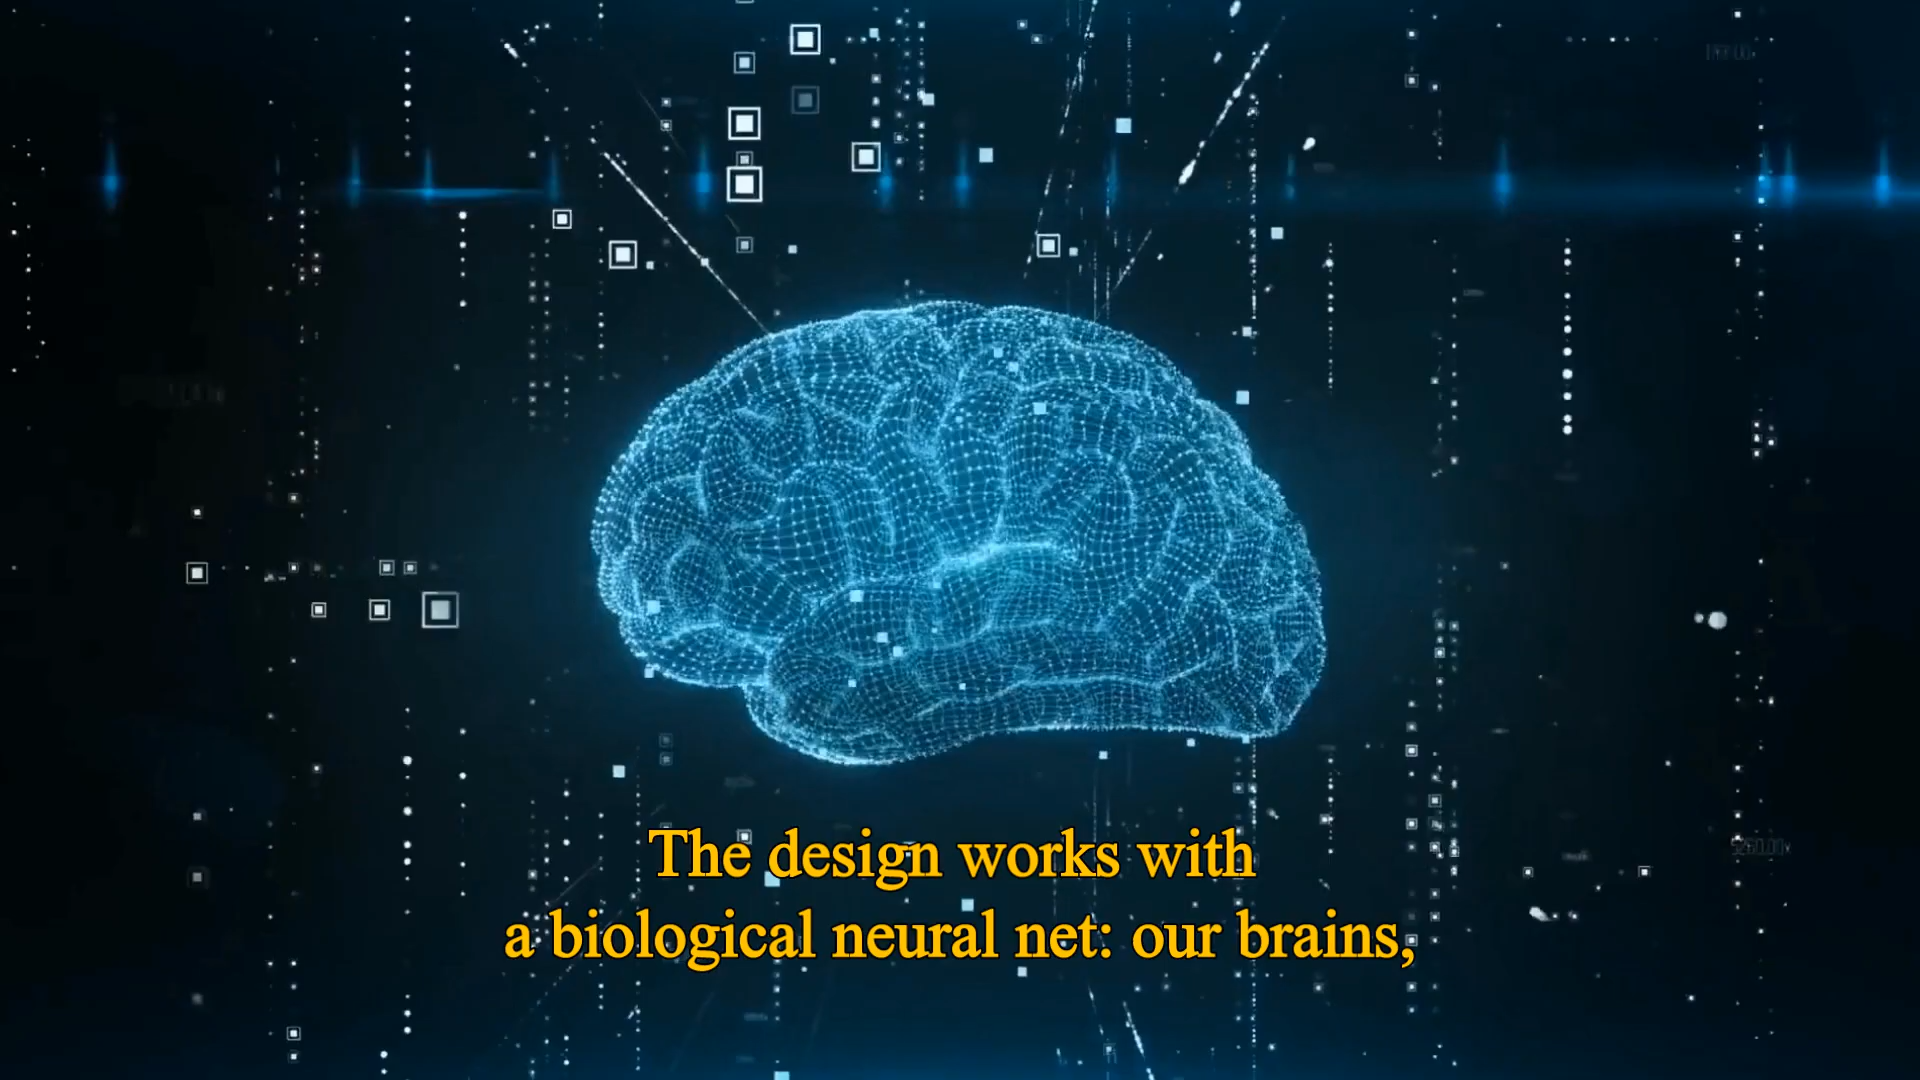 The design works with
a biological neural net: our brains,